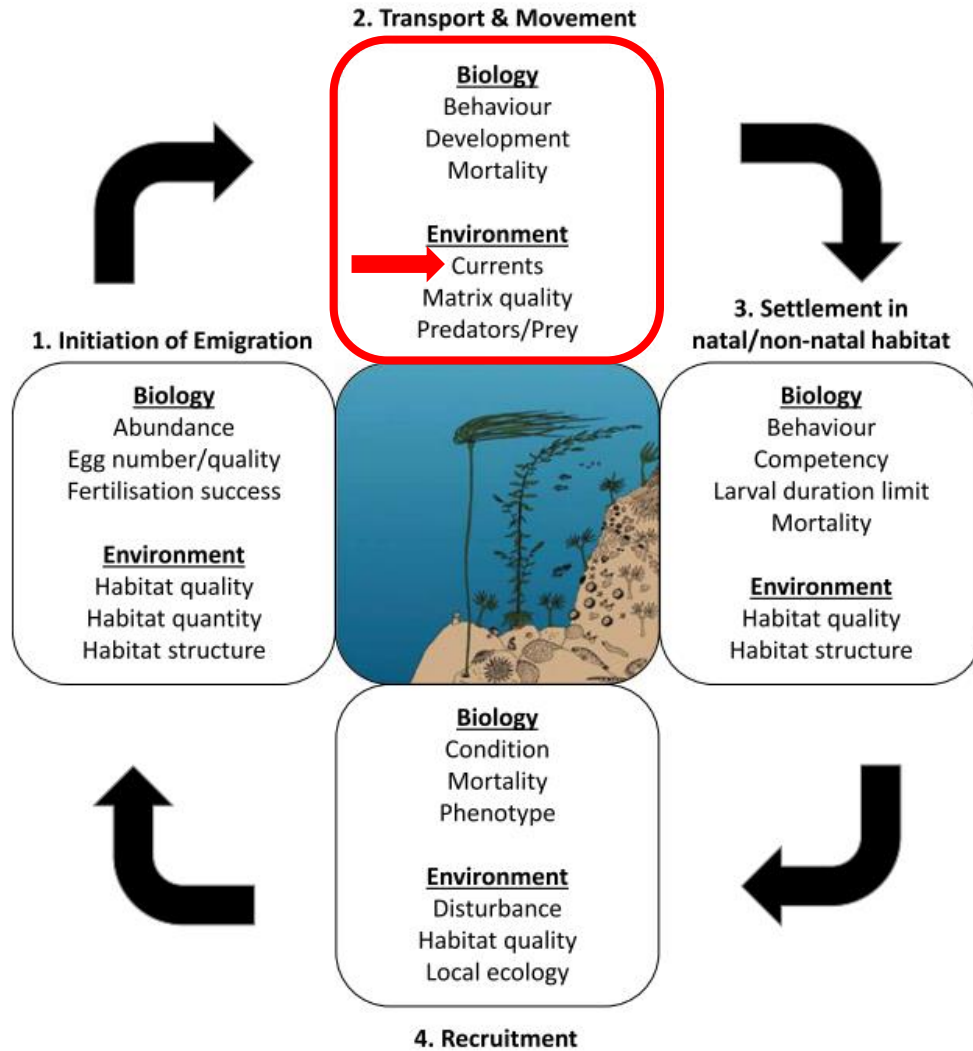 2. Transport & Movement
Biology
Behaviour
Development
Mortality
Environment
Currents
Matrix quality
Predators/Prey
1. Initiation of Emigration
Biology
Abundance
Egg number/quality
Fertilisation success
Environment
Habitat quality
Habitat quantity
Habitat structure
3. Settlement in
natal/non-natal habitat
Biology
Behaviour
Competency
Larval duration limit
Mortality
Environment
Habitat quality
Habitat structure
Biology
Condition
Mortality
Phenotype
Environment
Disturbance
Habitat quality
Local ecology
4. Recruitment